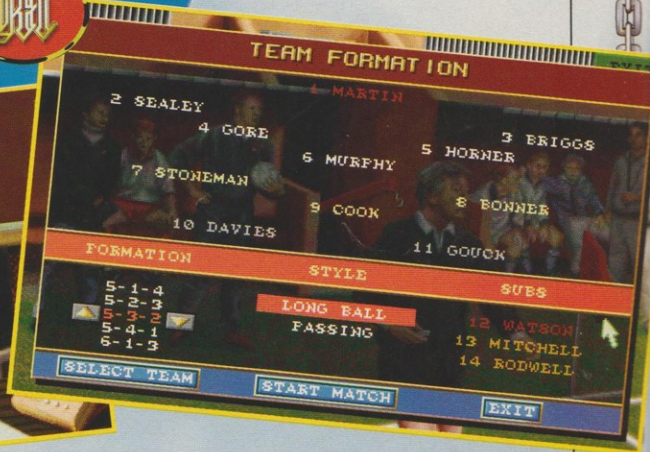 TEAM FORMATION
1 MARTIN
2 SEALEY
4 GORE
3 BRIGGS
5 HORNER
6 MURPHY
7 STONEMAN
8 BONNER
9 COOK
10 DAVIES
11 GOUCK
FORMATION
STYLE
SUBS
5-1-4
5-2-3
5-3-2
5-4-1
6-1-3
LONG BALL
PASSING
12 WATSON
13 MITCHELL
14 RODWELL
SELECT TEAM
START MATCH
EXIT